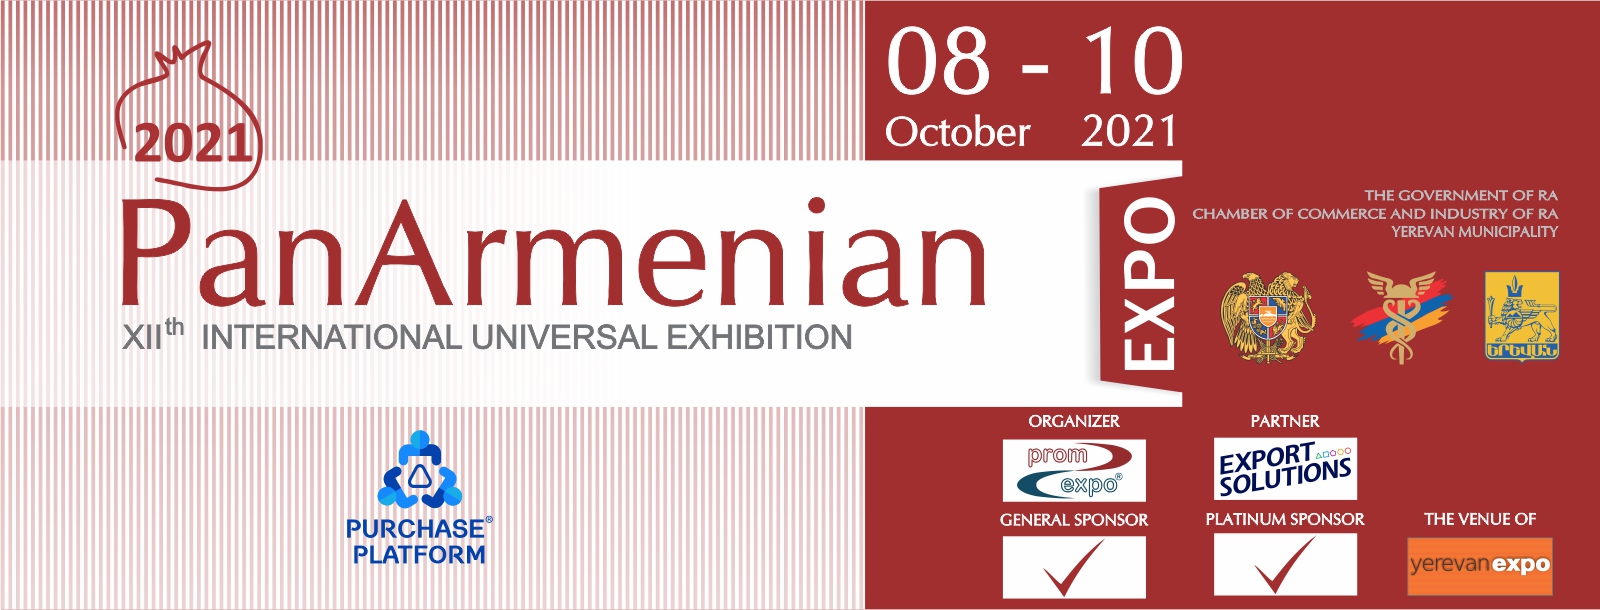 2021
PanArmenian
XIIth INTERNATIONAL UNIVERSAL EXHIBITION
PURCHASE®
PLATFORM
08 - 10
October 2021
EXPO
THE GOVERNMENT OF RA
CHAMBER OF COMMERCE AND INDUSTRY OF RA
YEREVAN MUNICIPALITY
ԵՐԵՎԱՆ
ORGANIZER
prom
expo®
PARTNER
EXPORT
SOLUTIONS
GENERAL SPONSOR
PLATINUM SPONSOR
THE VENUE OF
yerevanexpo